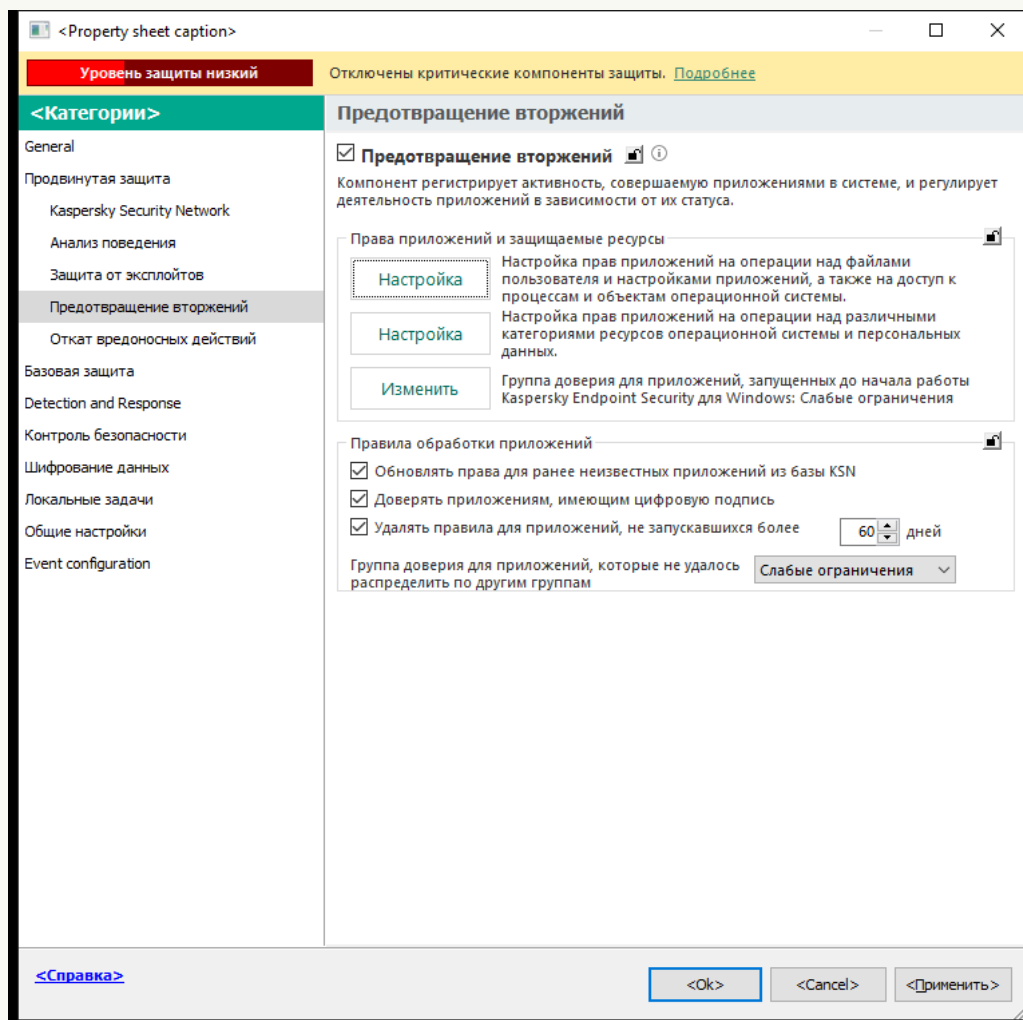 <Property sheet caption>
Уровень защиты низкий
Отключены критические компоненты защиты. Подробнее
<Категории>
General
Продвинутая защита
Kaspersky Security Network
Анализ поведения
Защита от эксплойтов
Предотвращение вторжений
Откат вредоносных действий
Базовая защита
Detection and Response
Контроль безопасности
Шифрование данных
Локальные задачи
Общие настройки
Event configuration
Предотвращение вторжений
Предотвращение вторжений
Компонент регистрирует активность, совершаемую приложениями в системе, и регулирует
деятельность приложений в зависимости от их статуса.
Права приложений и защищаемые ресурсы
Настройка
Настройка прав приложений на операции над файлами
пользователя и настройками приложений, а также на доступ к
процессам и объектам операционной системы.
Настройка
Настройка прав приложений на операции над различными
категориями ресурсов операционной системы и персональных
данных.
Изменить
Группа доверия для приложений, запущенных до начала работы
Kaspersky Endpoint Security для Windows: Слабые ограничения
Правила обработки приложений
Обновлять права для ранее неизвестных приложений из базы KSN
Доверять приложениям, имеющим цифровую подпись
Удалять правила для приложений, не запускавшихся более 60 дней
Группа доверия для приложений, которые не удалось
распределить по другим группам
Слабые ограничения
<Справка>
<Ok>
<Cancel>
<Применить>